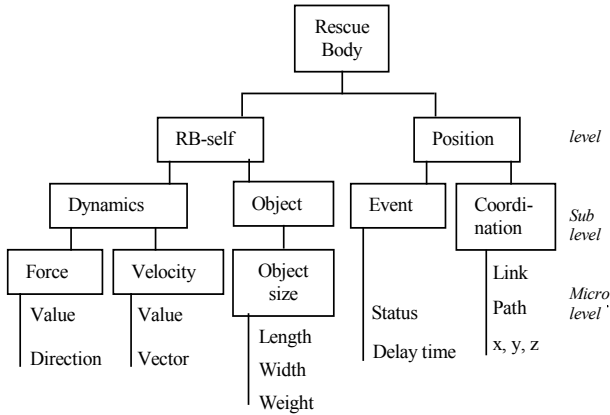 Rescue
Body
RB-self
Position
level
Dynamics
Object
Event
Coordi-
nation
Sub
level
Force
Velocity
Object
size
Link
Micro
level
Value
Value
Status
Path
Direction
Vector
Length
Delay time
x, y, z
Width
Weight